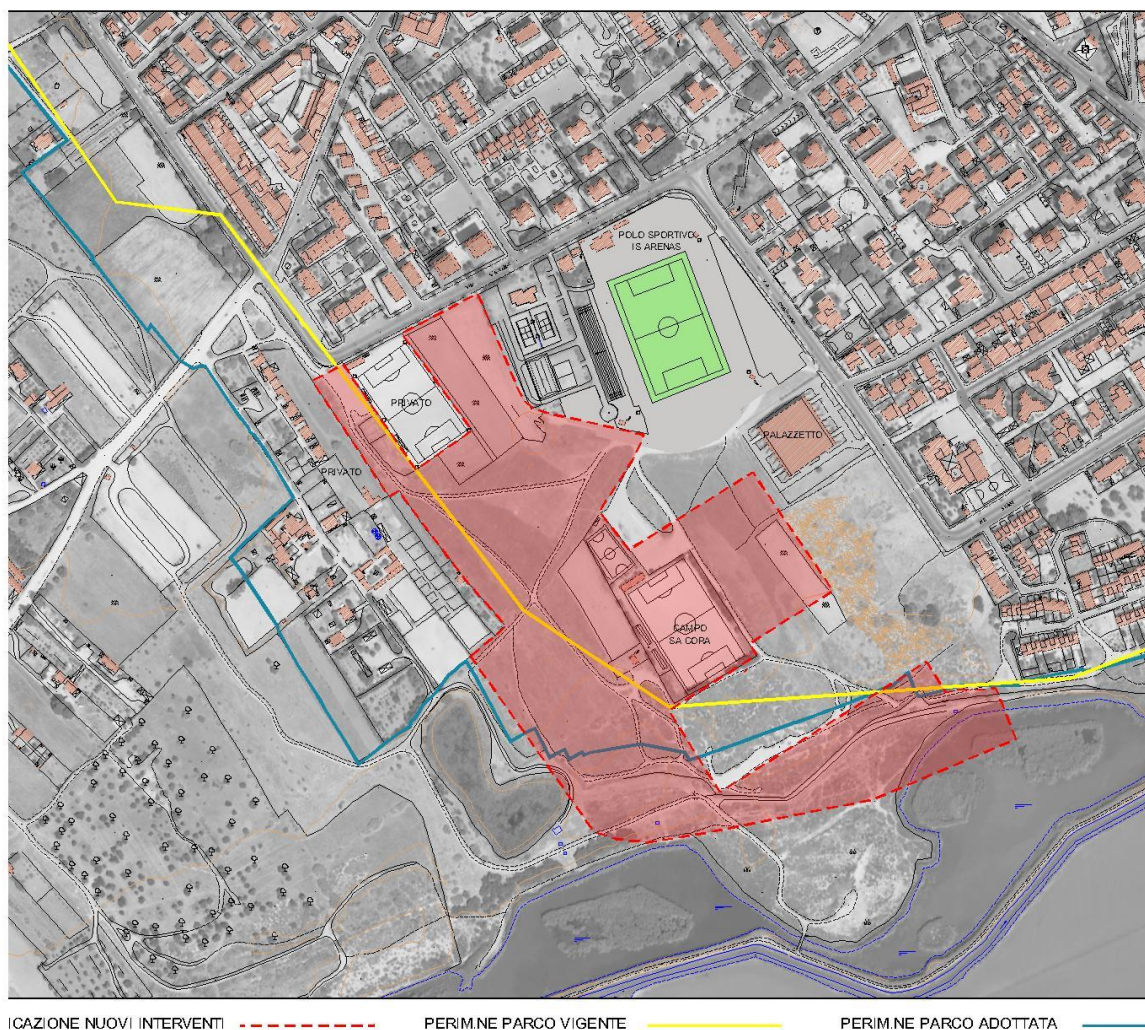 POLO SPORTIVO
IS ARENAS
PRIVATO
PALAZZETTO
PRIVATO
CAMPO
SA CORA
ICAZIONE NUOVI INTERVENTI
PERIM.NE PARCO VIGENTE
PERIM.NE PARCO ADOTTATA